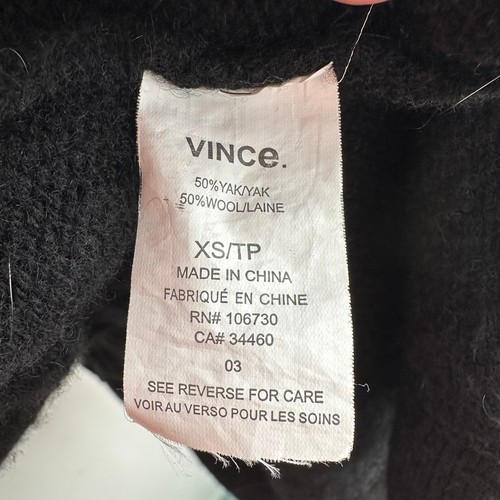 VINCe.
50%YAK/YAK
50%WOOL/LAINE
XS/TP
MADE IN CHINA
FABRIQUÉ EN CHINE
RN# 106730
CA# 34460
03
SEE REVERSE FOR CARE
VOIR AU VERSO POUR LES SOINS